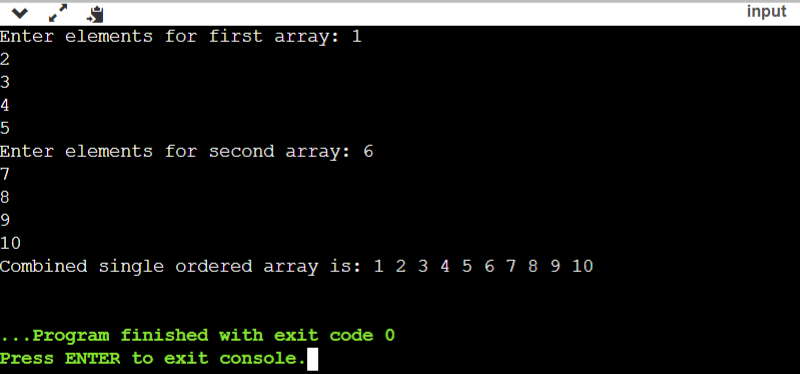 input
Enter elements for first array: 1
2
3
4
5
Enter elements for second array: 6
7
8
9
10
Combined single ordered array is: 1 2 3 4 5 6 7 8 9 10
...Program finished with exit code 0
Press ENTER to exit console.